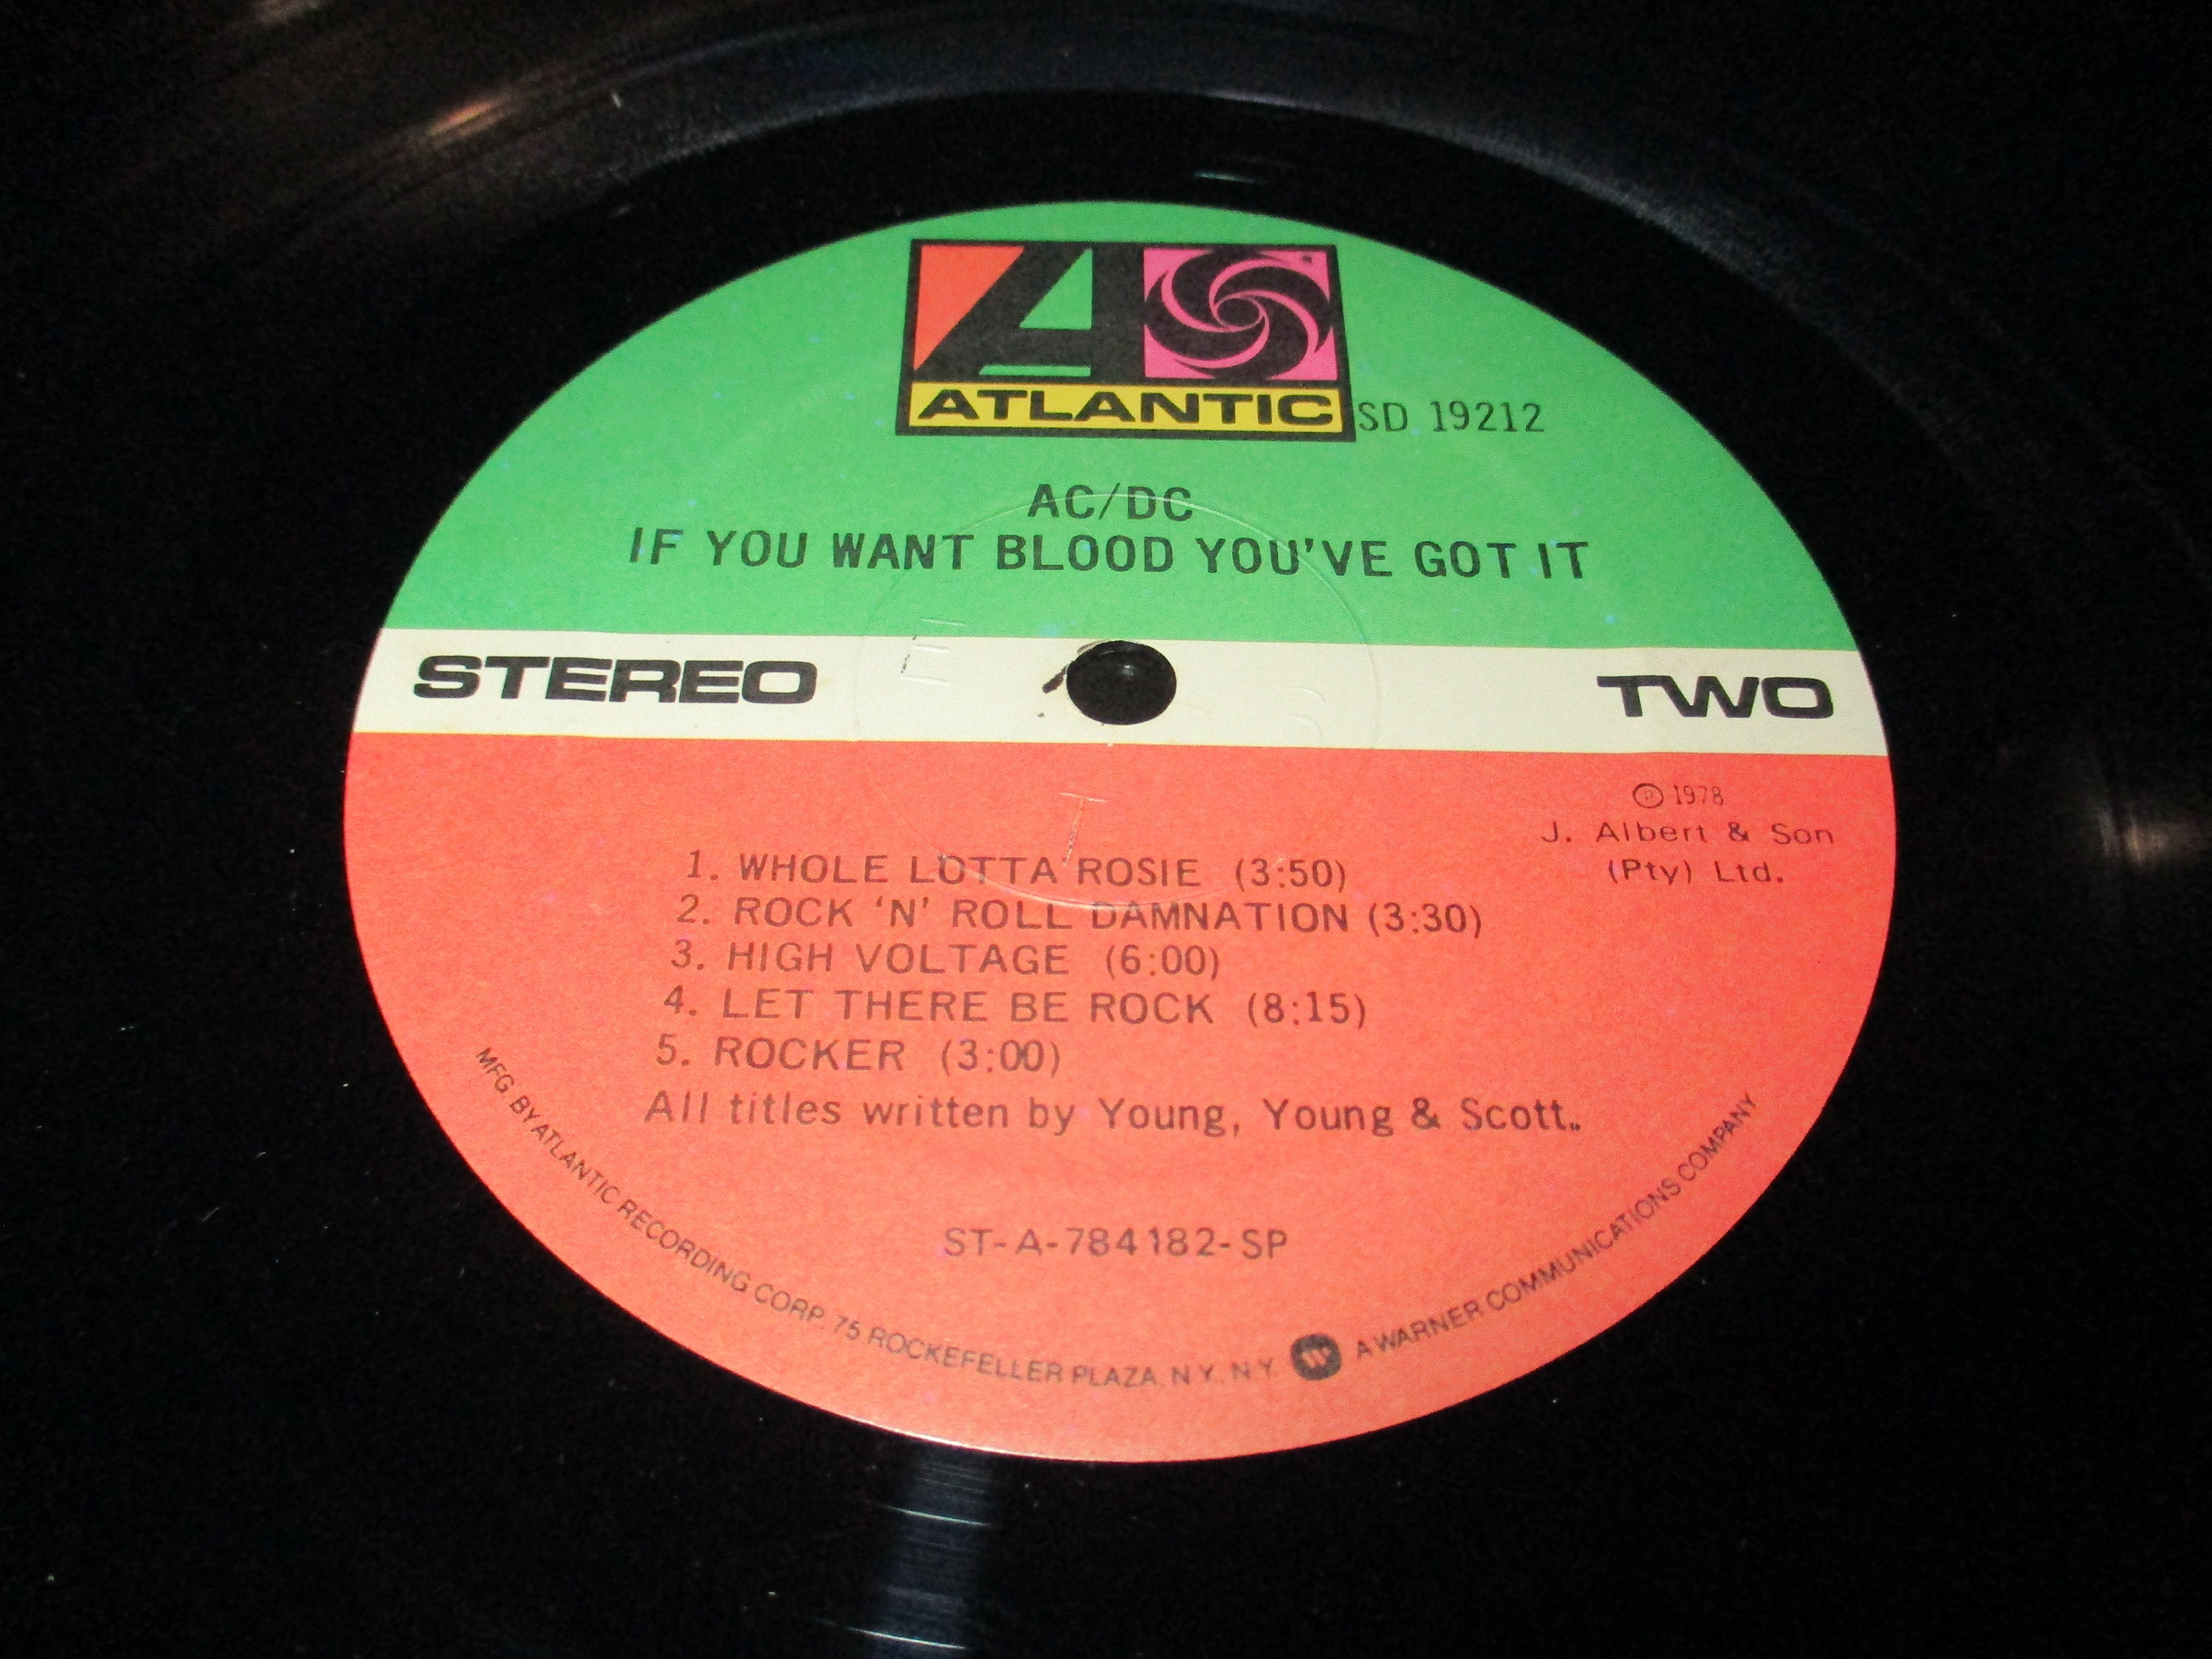 ATLANTIC
SD 19212
AC/DC
IF YOU WANT BLOOD YOU'VE GOT IT
STEREO
TWO
Ⓟ 1978
J. Albert & Son
(Pty) Ltd.
1. WHOLE LOTTA ROSIE (3:50)
2. ROCK 'N' ROLL DAMNATION (3:30)
3. HIGH VOLTAGE (6:00)
4. LET THERE BE ROCK (8:15)
5. ROCKER (3:00)
All titles written by Young, Young & Scott..
ST-A-784182-SP
MFG. BY ATLANTIC RECORDING CORP. 75 ROCKEFELLER PLAZA. N.Y. N.Y. A WARNER COMMUNICATIONS COMPANY